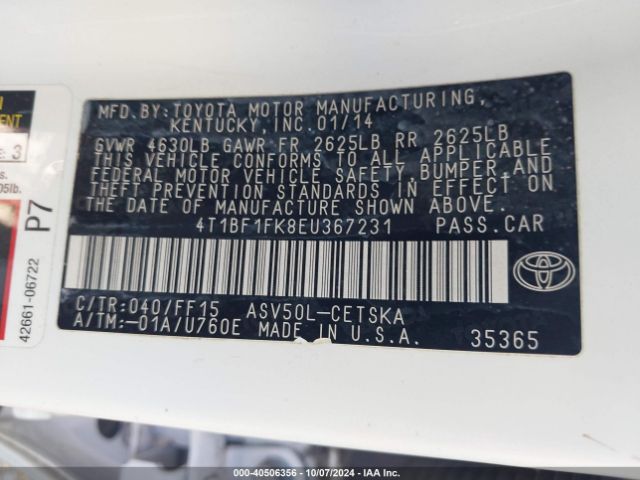 MFD. BY: TOYOTA MOTOR MANUFACTURING,
KENTUCKY, INC. 01/14
GVWR 4630LB GAWR FR 2625LB RR 2625LB
THIS VEHICLE CONFORMS TO ALL APPLICABLE
FEDERAL MOTOR VEHICLE SAFETY, BUMPER, AND
THEFT PREVENTION STANDARDS IN EFFECT ON
THE DATE OF MANUFACTURE SHOWN ABOVE.
4T1BF1FK8EU367231 PASS. CAR
C/TR: 040/FF15 ASV50L-CETSKA
A/TM: -01A/U760E MADE IN U.S.A. 35365
3
05lb.
P7
42661-06722
000-40506356 - 10/07/2024 - IAA Inc.